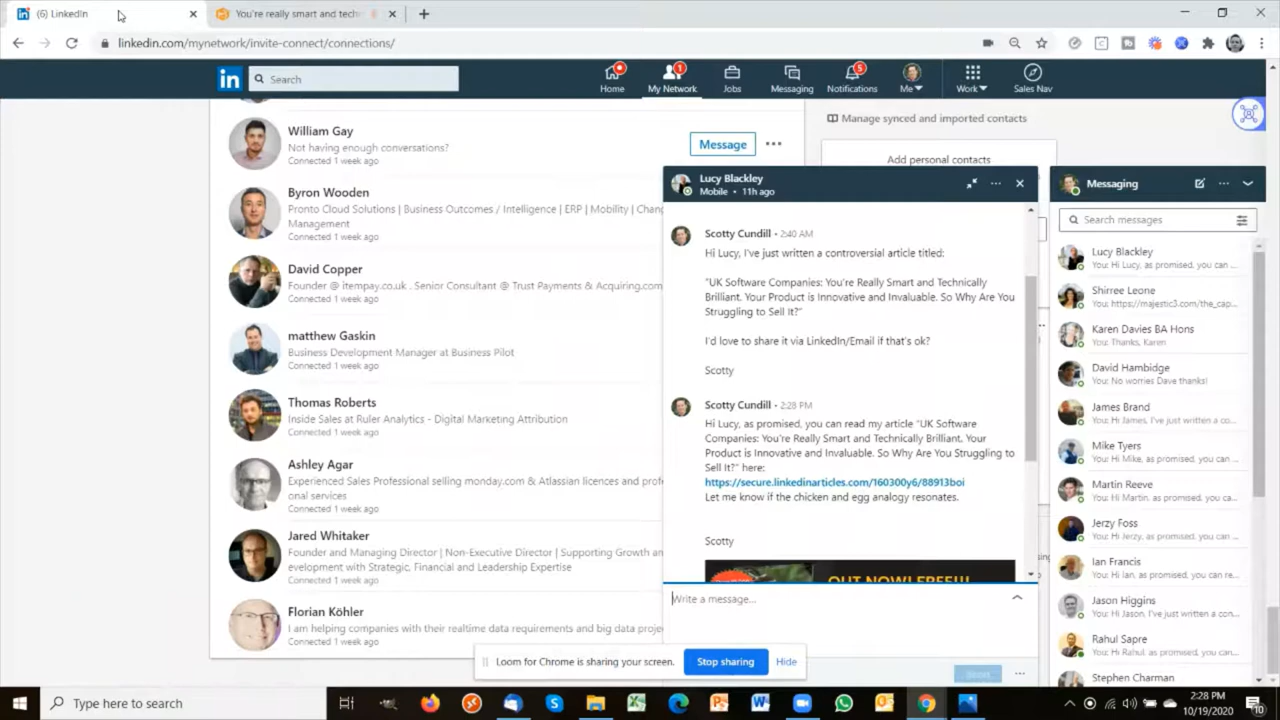 (6) LinkedIn
You're really smart and techn
linkedin.com/mynetwork/invite-connect/connections/
in
Search
Home
1
My Network
Jobs
Messaging
5
Notifications
Me
Work
Sales Nav
William Gay
Not having enough conversations?
Connected 1 week ago
Message
Byron Wooden
Pronto Cloud Solutions | Business Outcomes / Intelligence | ERP | Mobility | Chang
Management
Connected 1 week ago
David Copper
Founder @ itempay.co.uk . Senior Consultant @ Trust Payments & Acquiring.com
Connected 1 week ago
matthew Gaskin
Business Development Manager at Business Pilot
Connected 1 week ago
Thomas Roberts
Inside Sales at Ruler Analytics - Digital Marketing Attribution
Connected 1 week ago
Ashley Agar
Experienced Sales Professional selling monday.com & Atlassian licences and profe
onal services
Connected 1 week ago
Jared Whitaker
Founder and Managing Director | Non-Executive Director | Supporting Growth an
evelopment with Strategic, Financial and Leadership Expertise
Connected 1 week ago
Florian Köhler
I am helping companies with their realtime data requirements and big data proje
Manage synced and imported contacts
Add personal contacts
Lucy Blackley
Mobile • 11h ago
Scotty Cundill • 2:40 AM
Hi Lucy, I've just written a controversial article titled:
"UK Software Companies: You're Really Smart and Technically
Brilliant. Your Product is Innovative and Invaluable. So Why Are You
Struggling to Sell It?"
I'd love to share it via LinkedIn/Email if that's ok?
Scotty
Scotty Cundill • 2:28 PM
Hi Lucy, as promised, you can read my article "UK Software
Companies: You're Really Smart and Technically Brilliant. Your
Product is Innovative and Invaluable. So Why Are You Struggling to
Sell It?" here:
https://secure.linkedinarticles.com/160300y6/88913boi
Let me know if the chicken and egg analogy resonates.
Scotty
OUT NOW! FREE!!!
Write a message...
Messaging
Search messages
Lucy Blackley
You: Hi Lucy, as promised, you can ...
Shirree Leone
You: https://majestic3.com/the_cap...
Karen Davies BA Hons
You: Thanks, Karen
David Hambidge
You: No worries Dave thanks!
James Brand
You: Hi James, I've just written a co...
Mike Tyers
You: Hi Mike, as promised, you can ...
Martin Reeve
You: Hi Martin, as promised, you ca...
Jerzy Foss
You: Hi Jerzy, as promised, you can...
Ian Francis
You: Hi Ian, as promised, you can re...
Jason Higgins
You: Hi Jason, I've just written a con...
Rahul Sapre
You: Hi Rahul, as promised, you can...
Stephen Charman
Loom for Chrome is sharing your screen.
Stop sharing
Hide
Send
Type here to search
2:28 PM
10/19/2020
10